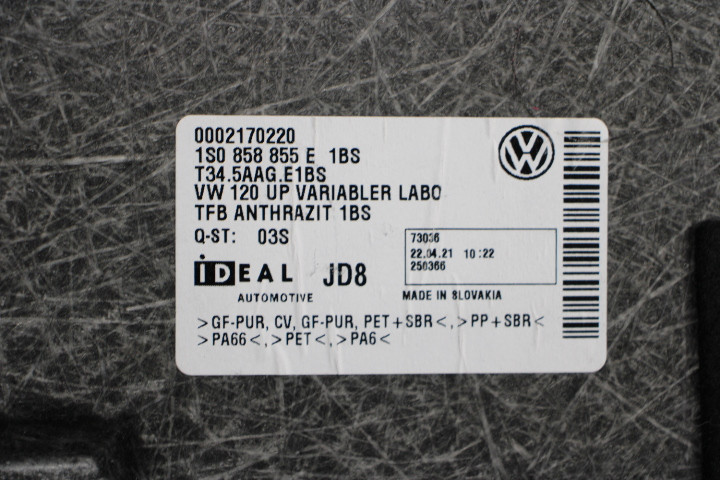 0002170220
1S0 858 855 E 1BS
T34.5AAG.E1BS
VW 120 UP VARIABLER LABO
TFB ANTHRAZIT 1BS
Q-ST: 03S
73036
22.04.21 10:22
250366
iDEAL JD8
AUTOMOTIVE
MADE IN SLOVAKIA
>GF-PUR, CV, GF-PUR, PET+SBR<,>PP+SBR<
>PA66<,>PET<,>PA6<